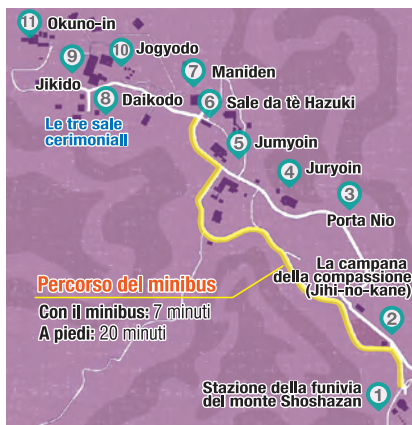 11 Okuno-in
9
10 Jogyodo
7 Maniden
Jikido
8 Daikodo
6 Sale da tè Hazuki
Le tre sale
cerimoniall
5 Jumyoin
4 Juryoin
3
Porta Nio
La campana
della compassione
(Jihi-no-kane)
Percorso del minibus
Con il minibus: 7 minuti
A piedi: 20 minuti
2
Stazione della funivia
del monte Shoshazan
1